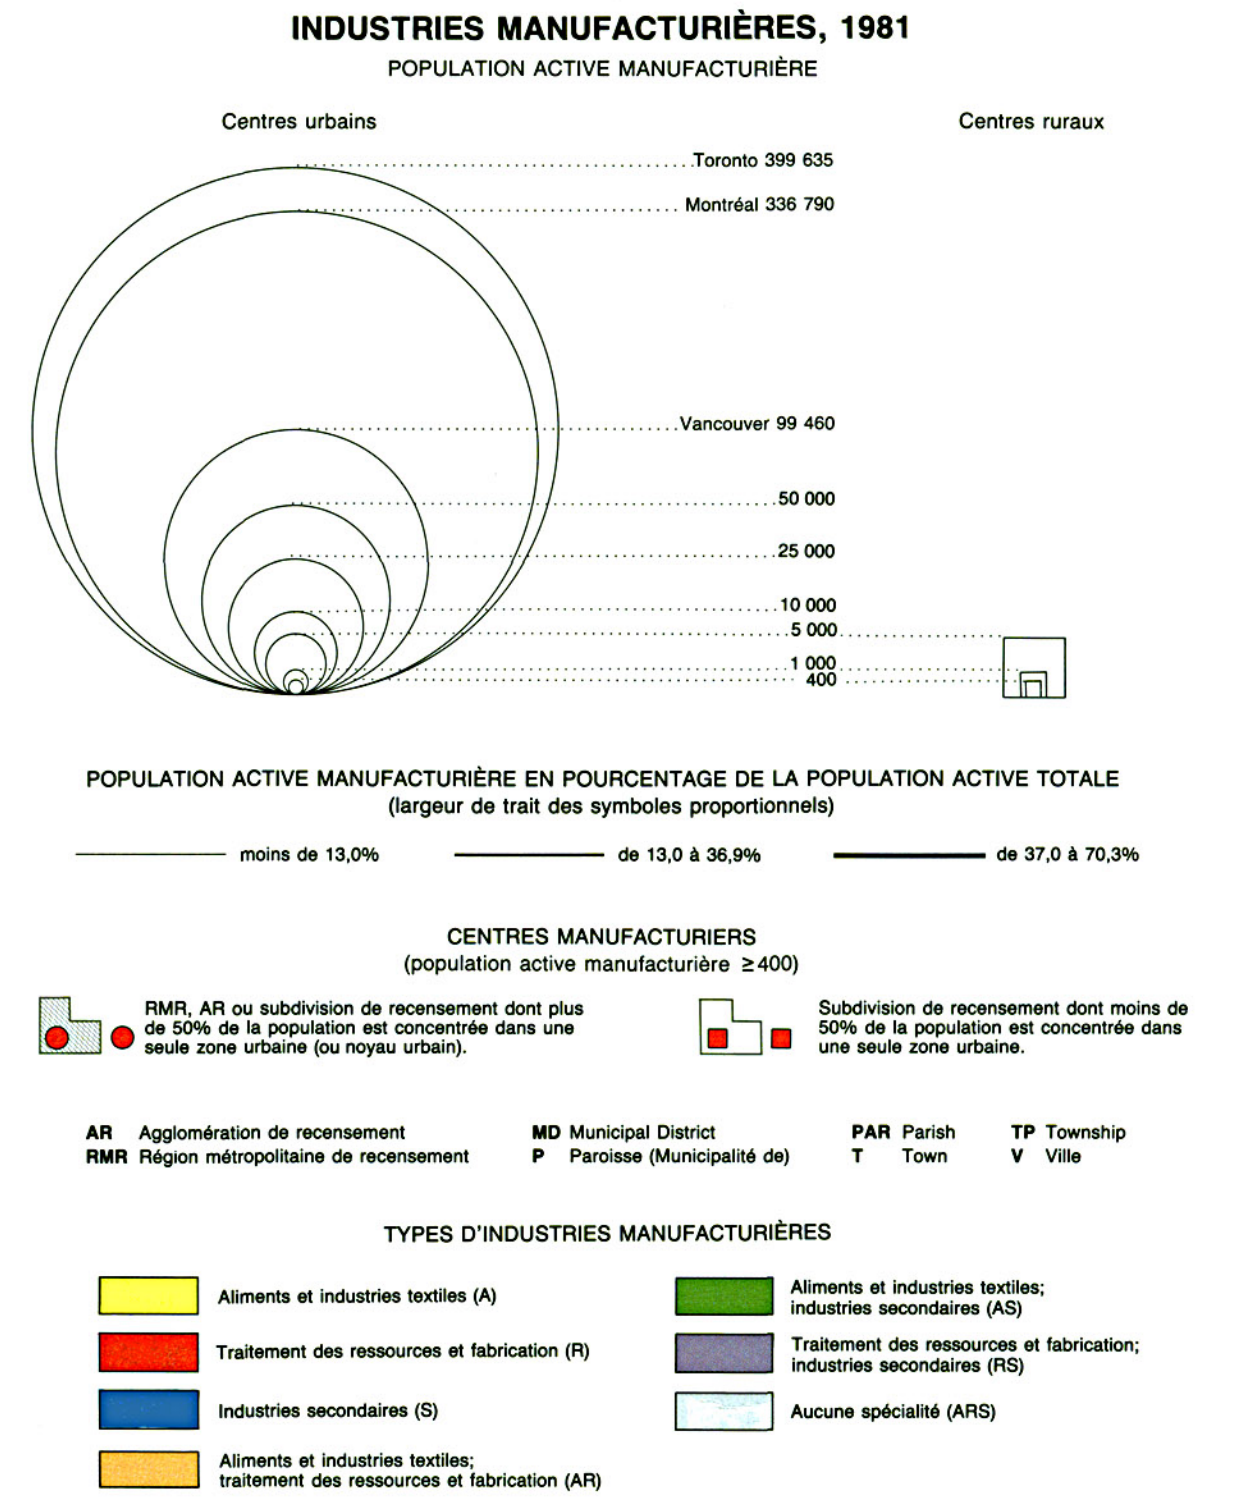 INDUSTRIES MANUFACTURIÈRES, 1981
POPULATION ACTIVE MANUFACTURIÈRE
Centres urbains
Centres ruraux
Toronto 399 635
Montréal 336 790
Vancouver 99 460
50 000
25 000
10 000
5 000
1 000
400
POPULATION ACTIVE MANUFACTURIÈRE EN POURCENTAGE DE LA POPULATION ACTIVE TOTALE
(largeur de trait des symboles proportionnels)
moins de 13,0%
de 13,0 à 36,9%
de 37,0 à 70,3%
CENTRES MANUFACTURIERS
(population active manufacturière ≥400)
RMR, AR ou subdivision de recensement dont plus
de 50% de la population est concentrée dans une
seule zone urbaine (ou noyau urbain).
Subdivision de recensement dont moins de
50% de la population est concentrée dans
une seule zone urbaine.
AR Agglomération de recensement
RMR Région métropolitaine de recensement
MD Municipal District
P Paroisse (Municipalité de)
PAR Parish
T Town
TP Township
V Ville
TYPES D'INDUSTRIES MANUFACTURIÈRES
Aliments et industries textiles (A)
Traitement des ressources et fabrication (R)
Industries secondaires (S)
Aliments et industries textiles;
traitement des ressources et fabrication (AR)
Aliments et industries textiles;
industries secondaires (AS)
Traitement des ressources et fabrication;
industries secondaires (RS)
Aucune spécialité (ARS)